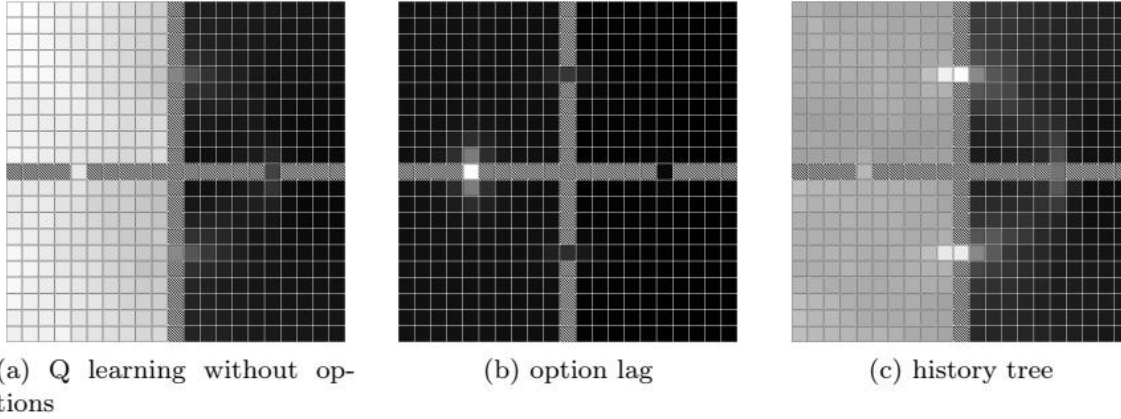 (a) Q learning without op-
tions
(b) option lag
(c) history tree